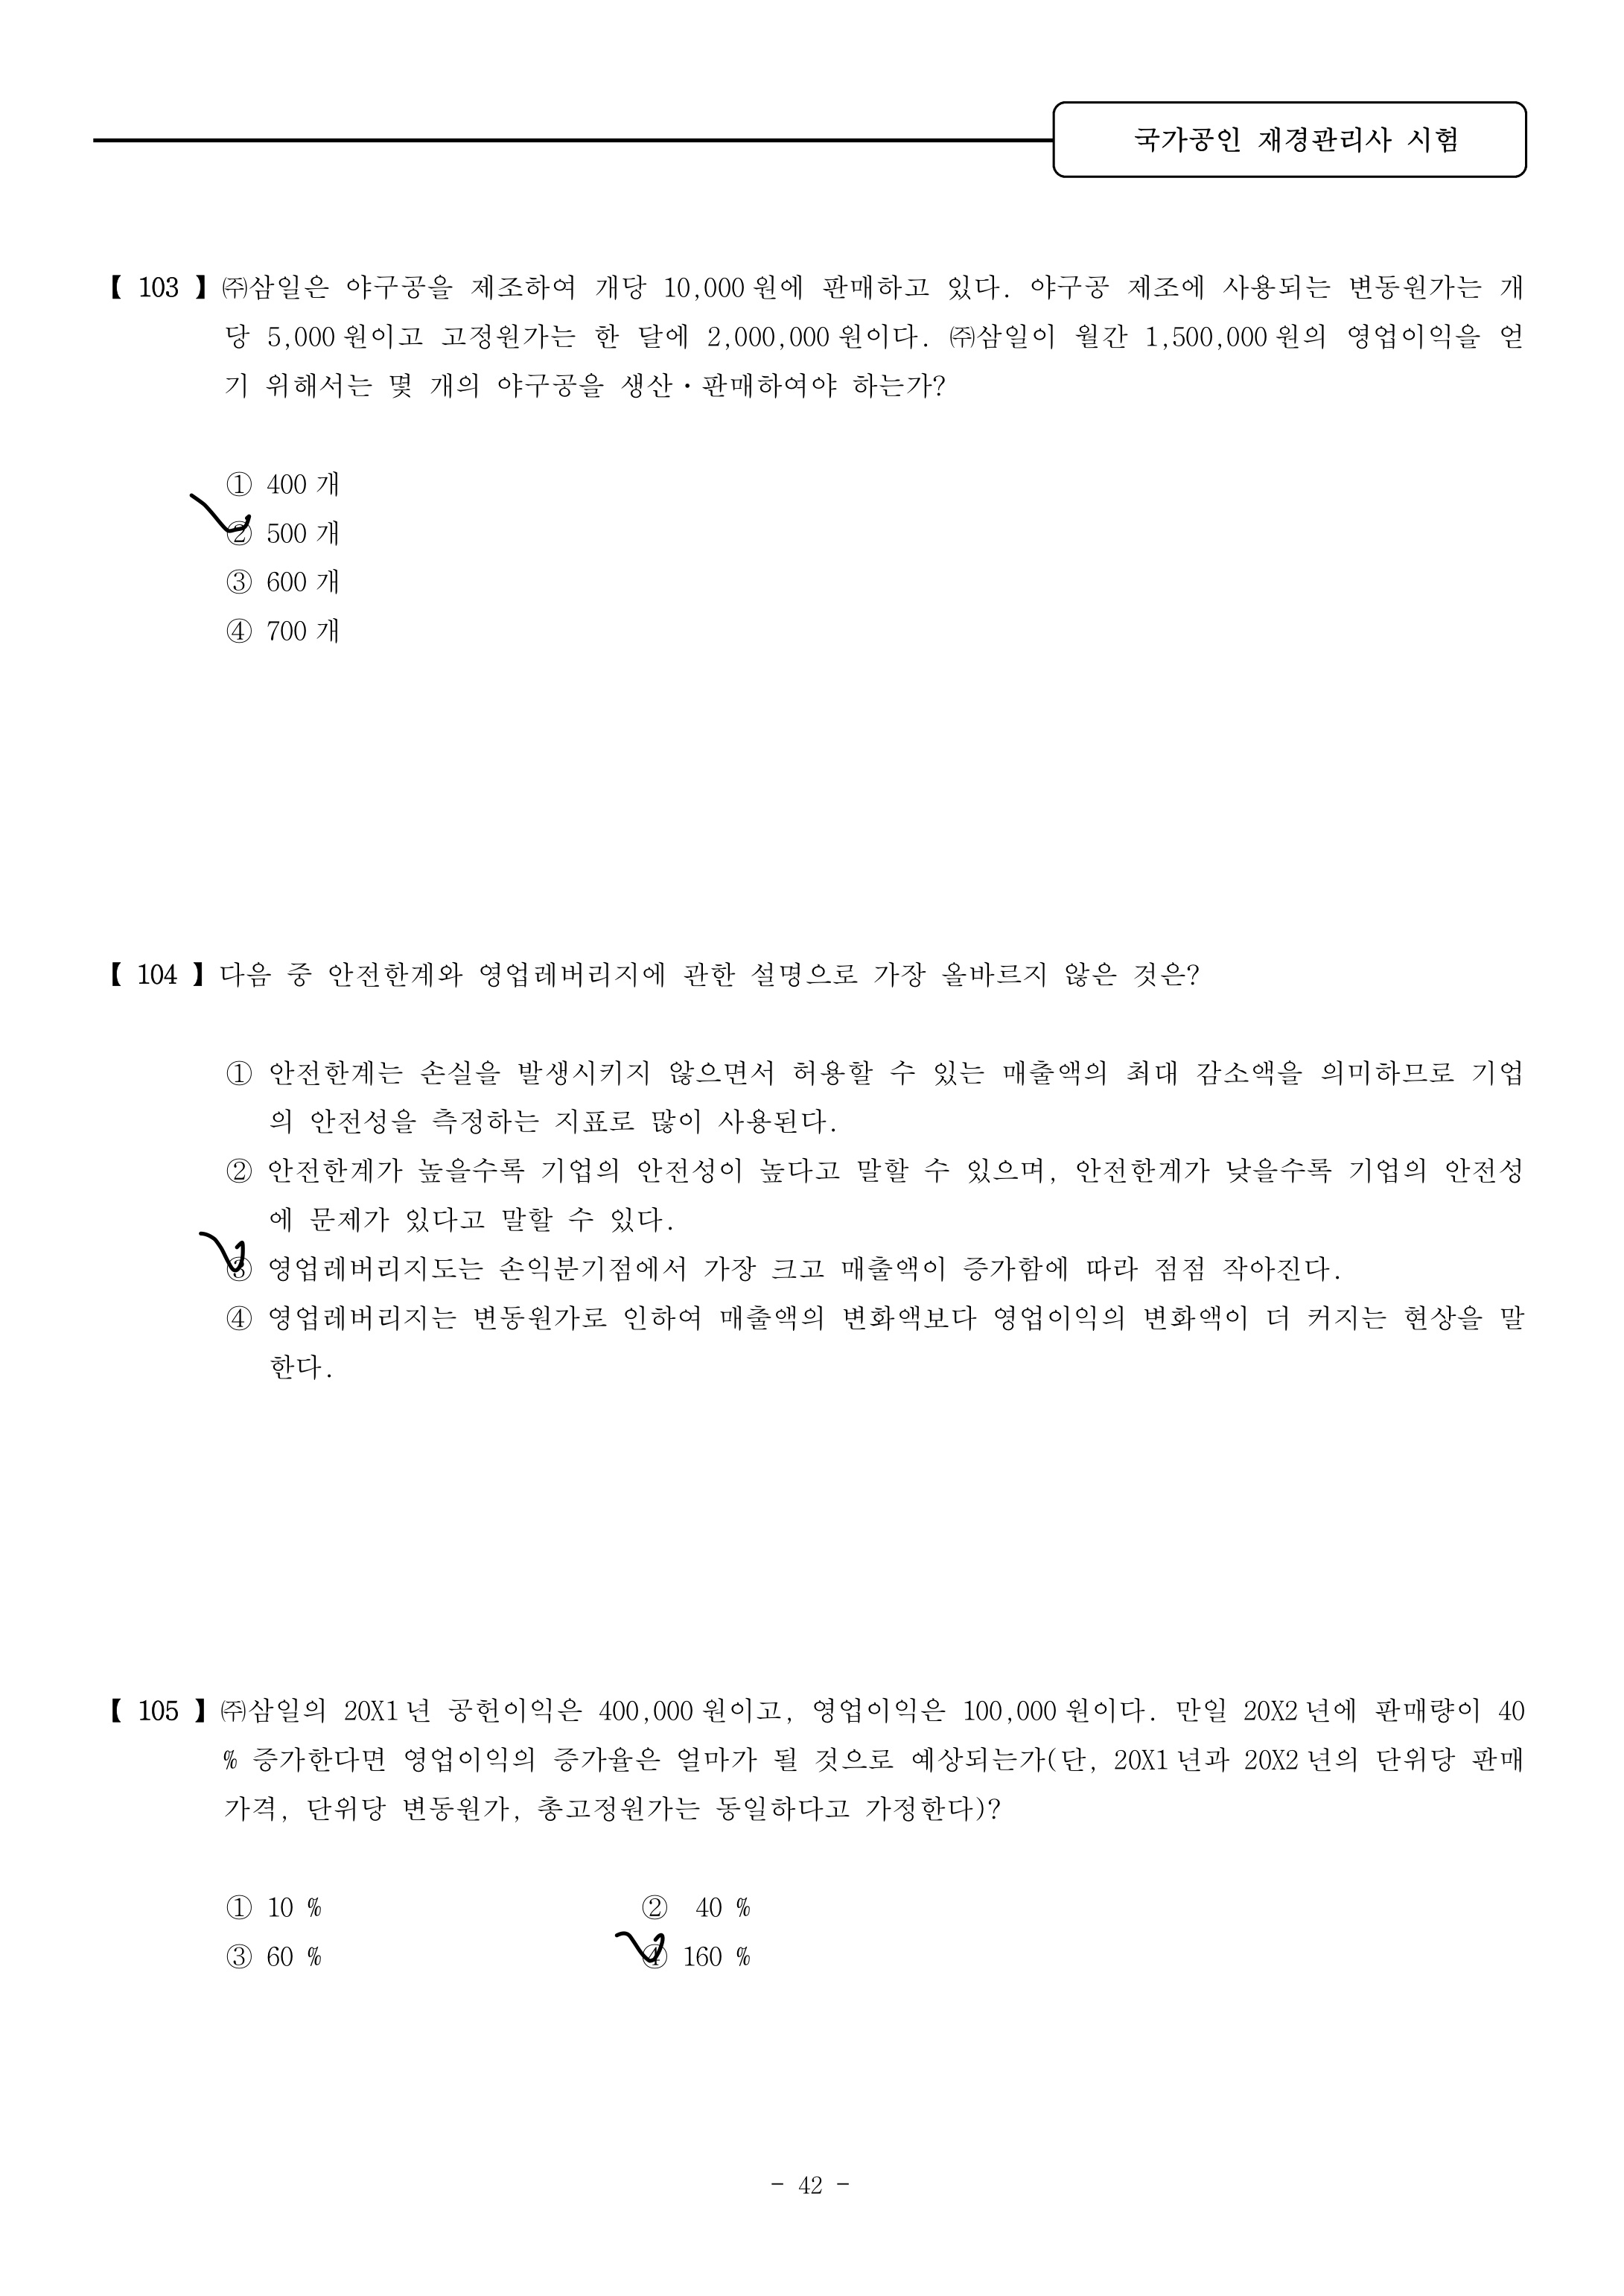 국가공인 재경관리사 시험
【 103 】 ㈜삼일은 야구공을 제조하여 개당 10,000원에 판매하고 있다. 야구공 제조에 사용되는 변동원가는 개
당 5,000원이고 고정원가는 한 달에 2,000,000원이다. ㈜삼일이 월간 1,500,000원의 영업이익을 얻
기 위해서는 몇 개의 야구공을 생산·판매하여야 하는가?
① 400개
② 500개
③ 600개
④ 700개
【 104 】 다음 중 안전한계와 영업레버리지에 관한 설명으로 가장 올바르지 않은 것은?
① 안전한계는 손실을 발생시키지 않으면서 허용할 수 있는 매출액의 최대 감소액을 의미하므로 기업
의 안전성을 측정하는 지표로 많이 사용된다.
② 안전한계가 높을수록 기업의 안전성이 높다고 말할 수 있으며, 안전한계가 낮을수록 기업의 안전성
에 문제가 있다고 말할 수 있다.
③ 영업레버리지도는 손익분기점에서 가장 크고 매출액이 증가함에 따라 점점 작아진다.
④ 영업레버리지는 변동원가로 인하여 매출액의 변화액보다 영업이익의 변화액이 더 커지는 현상을 말
한다.
【 105 】 ㈜삼일의 20X1년 공헌이익은 400,000원이고, 영업이익은 100,000원이다. 만일 20X2년에 판매량이 40
% 증가한다면 영업이익의 증가율은 얼마가 될 것으로 예상되는가(단, 20X1년과 20X2년의 단위당 판매
가격, 단위당 변동원가, 총고정원가는 동일하다고 가정한다)?
① 10 % ② 40 %
③ 60 % ④ 160 %
- 42 -